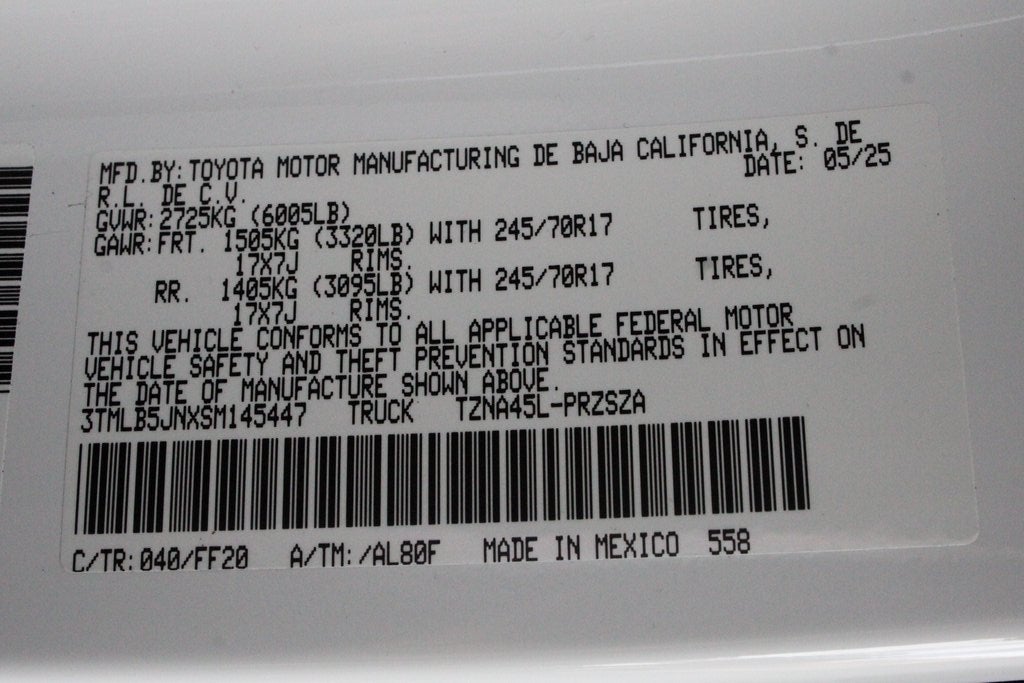 MFD.BY: TOYOTA MOTOR MANUFACTURING DE BAJA CALIFORNIA, S. DE
R.L. DE C.V. DATE: 05/25
GVWR: 2725KG (6005LB)
GAWR: FRT. 1505KG (3320LB) WITH 245/70R17 TIRES,
17X7J RIMS.
RR. 1405KG (3095LB) WITH 245/70R17 TIRES,
17X7J RIMS.
THIS VEHICLE CONFORMS TO ALL APPLICABLE FEDERAL MOTOR
VEHICLE SAFETY AND THEFT PREVENTION STANDARDS IN EFFECT ON
THE DATE OF MANUFACTURE SHOWN ABOVE.
3TMLB5JNXSM145447 TRUCK TZNA45L-PRZSZA
C/TR: 040/FF20 A/TM: /AL80F MADE IN MEXICO 558